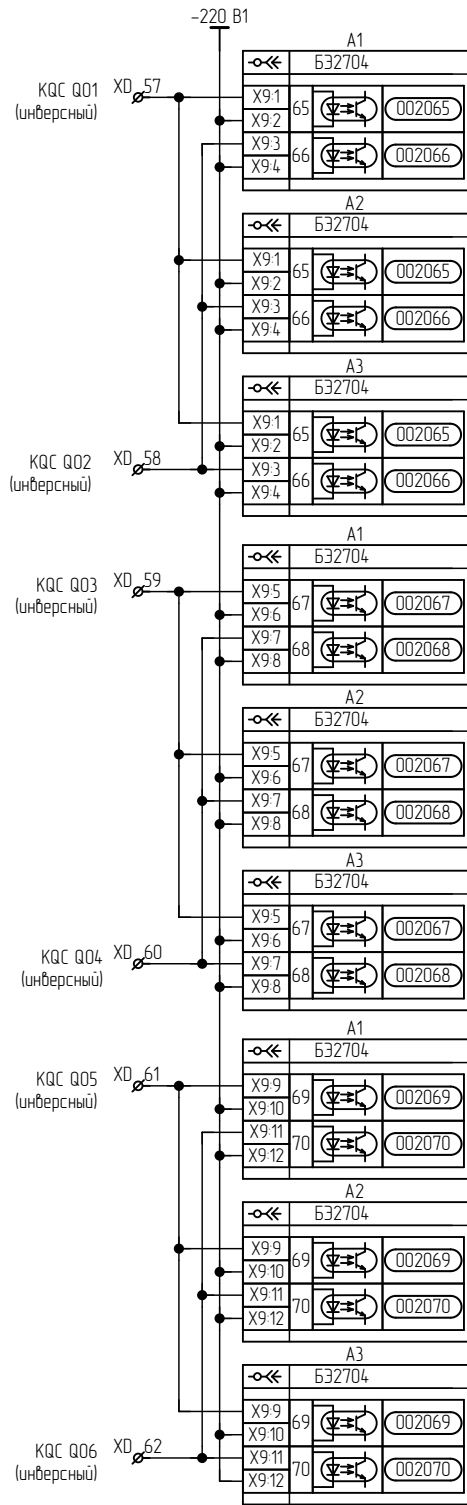 -220 В1
A1
БЭ2704
KQC Q01
(инверсный)
XD 57
X9:1
X9:2
65
002065
X9:3
X9:4
66
002066
A2
БЭ2704
X9:1
X9:2
65
002065
X9:3
X9:4
66
002066
A3
БЭ2704
X9:1
X9:2
65
002065
KQC Q02
(инверсный)
XD 58
X9:3
X9:4
66
002066
A1
БЭ2704
KQC Q03
(инверсный)
XD 59
X9:5
X9:6
67
002067
X9:7
X9:8
68
002068
A2
БЭ2704
X9:5
X9:6
67
002067
X9:7
X9:8
68
002068
A3
БЭ2704
X9:5
X9:6
67
002067
KQC Q04
(инверсный)
XD 60
X9:7
X9:8
68
002068
A1
БЭ2704
KQC Q05
(инверсный)
XD 61
X9:9
X9:10
69
002069
X9:11
X9:12
70
002070
A2
БЭ2704
X9:9
X9:10
69
002069
X9:11
X9:12
70
002070
A3
БЭ2704
X9:9
X9:10
69
002069
KQC Q06
(инверсный)
XD 62
X9:11
X9:12
70
002070